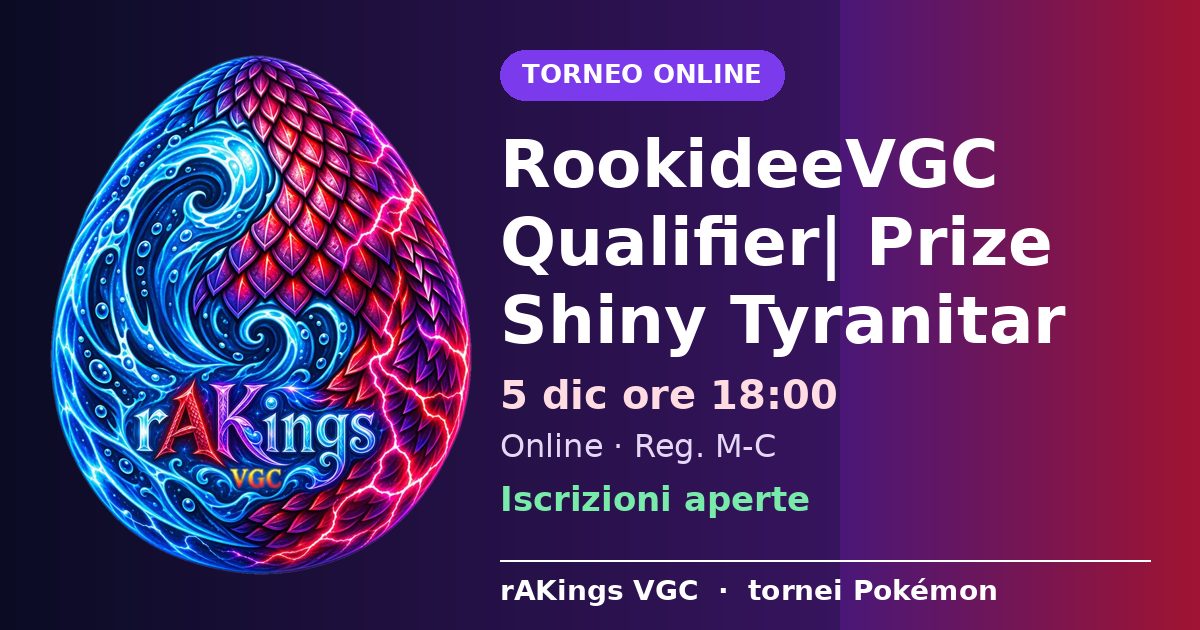 rAKings
VGC
TORNEO ONLINE
RookideeVGC
Qualifier| Prize
Shiny Tyranitar
5 dic ore 18:00
Online · Reg. M-C
Iscrizioni aperte
rAKings VGC · tornei Pokémon